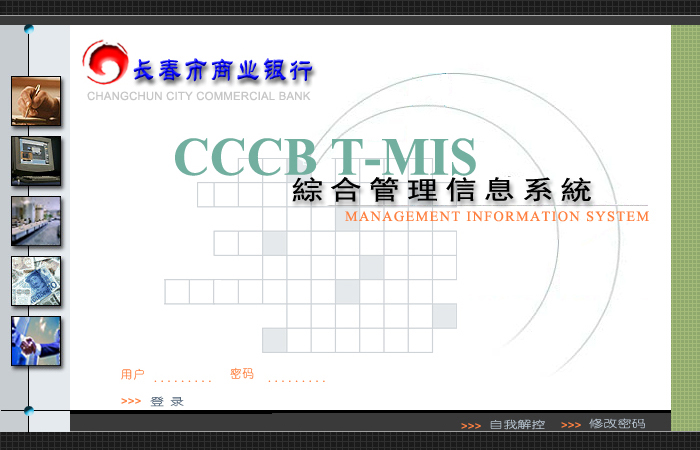 长春市商业银行
CHANGCHUN CITY COMMERCIAL BANK
CCCB T-MIS
綜合管理信息系統
MANAGEMENT INFORMATION SYSTEM
用户 ......... 密码 .........
>>> 登 录
>>> 自我解控 >>> 修改密码